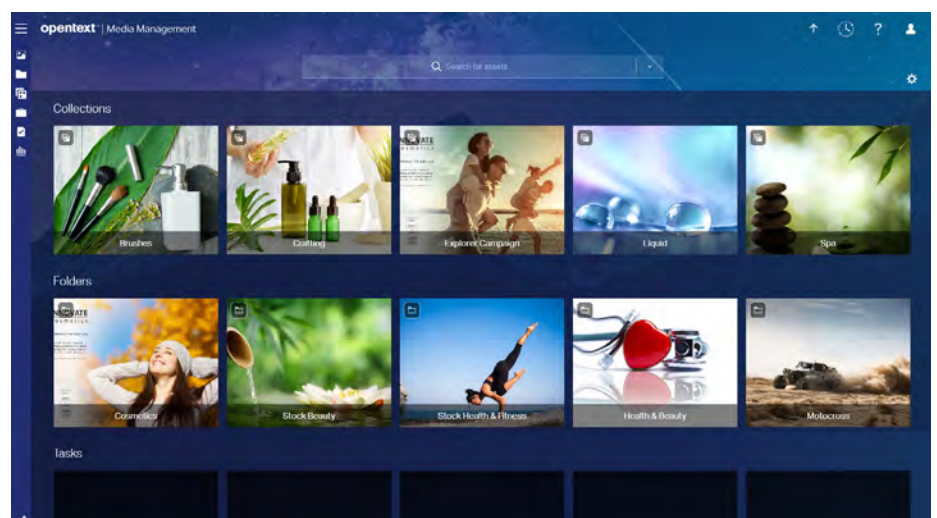 opentext™ | Media Management
?
Search for assets
Collections
Brushes
Crafting
Explorer Campaign
Liquid
Spa
Folders
Cosmetics
Stock Beauty
Stock Health & Fitness
Health & Beauty
Motocross
Tasks